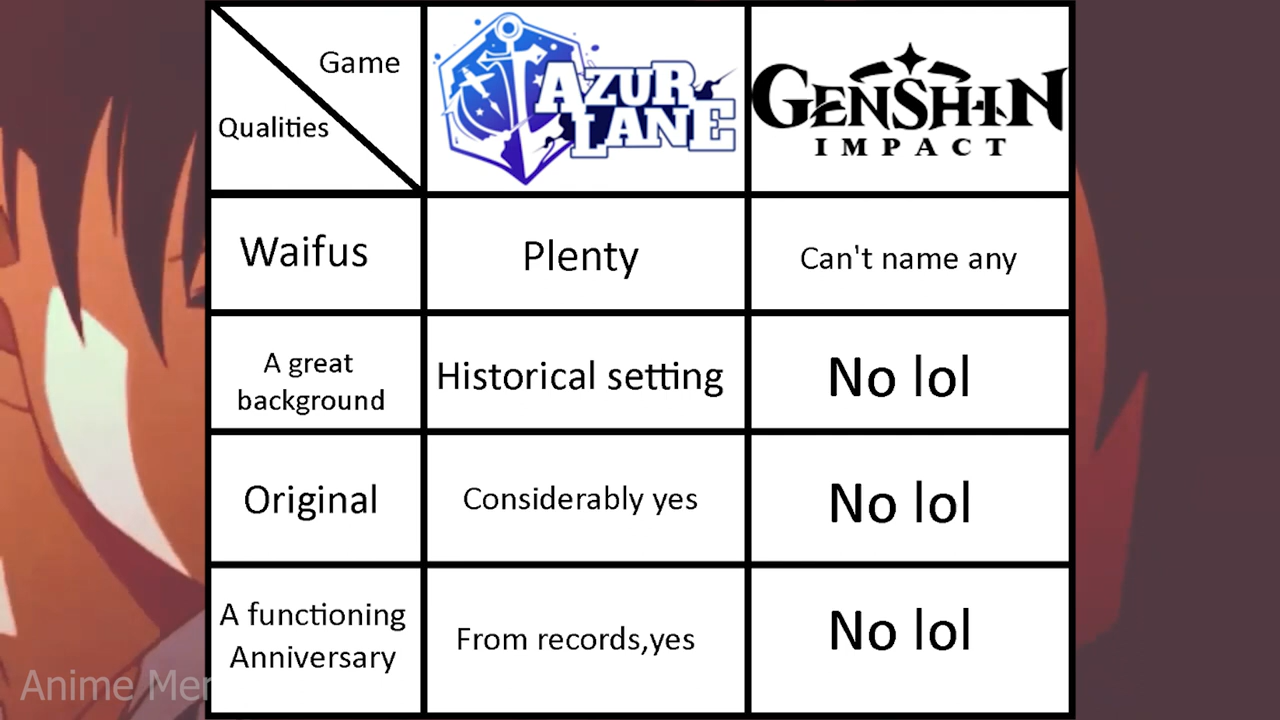 Game
Qualities
AZUR
LANE
GENSHIN
IMPACT
Waifus
Plenty
Can't name any
A great
background
Historical setting
No lol
Original
Considerably yes
No lol
A functioning
Anniversary
From records,yes
No lol
Anime Mer